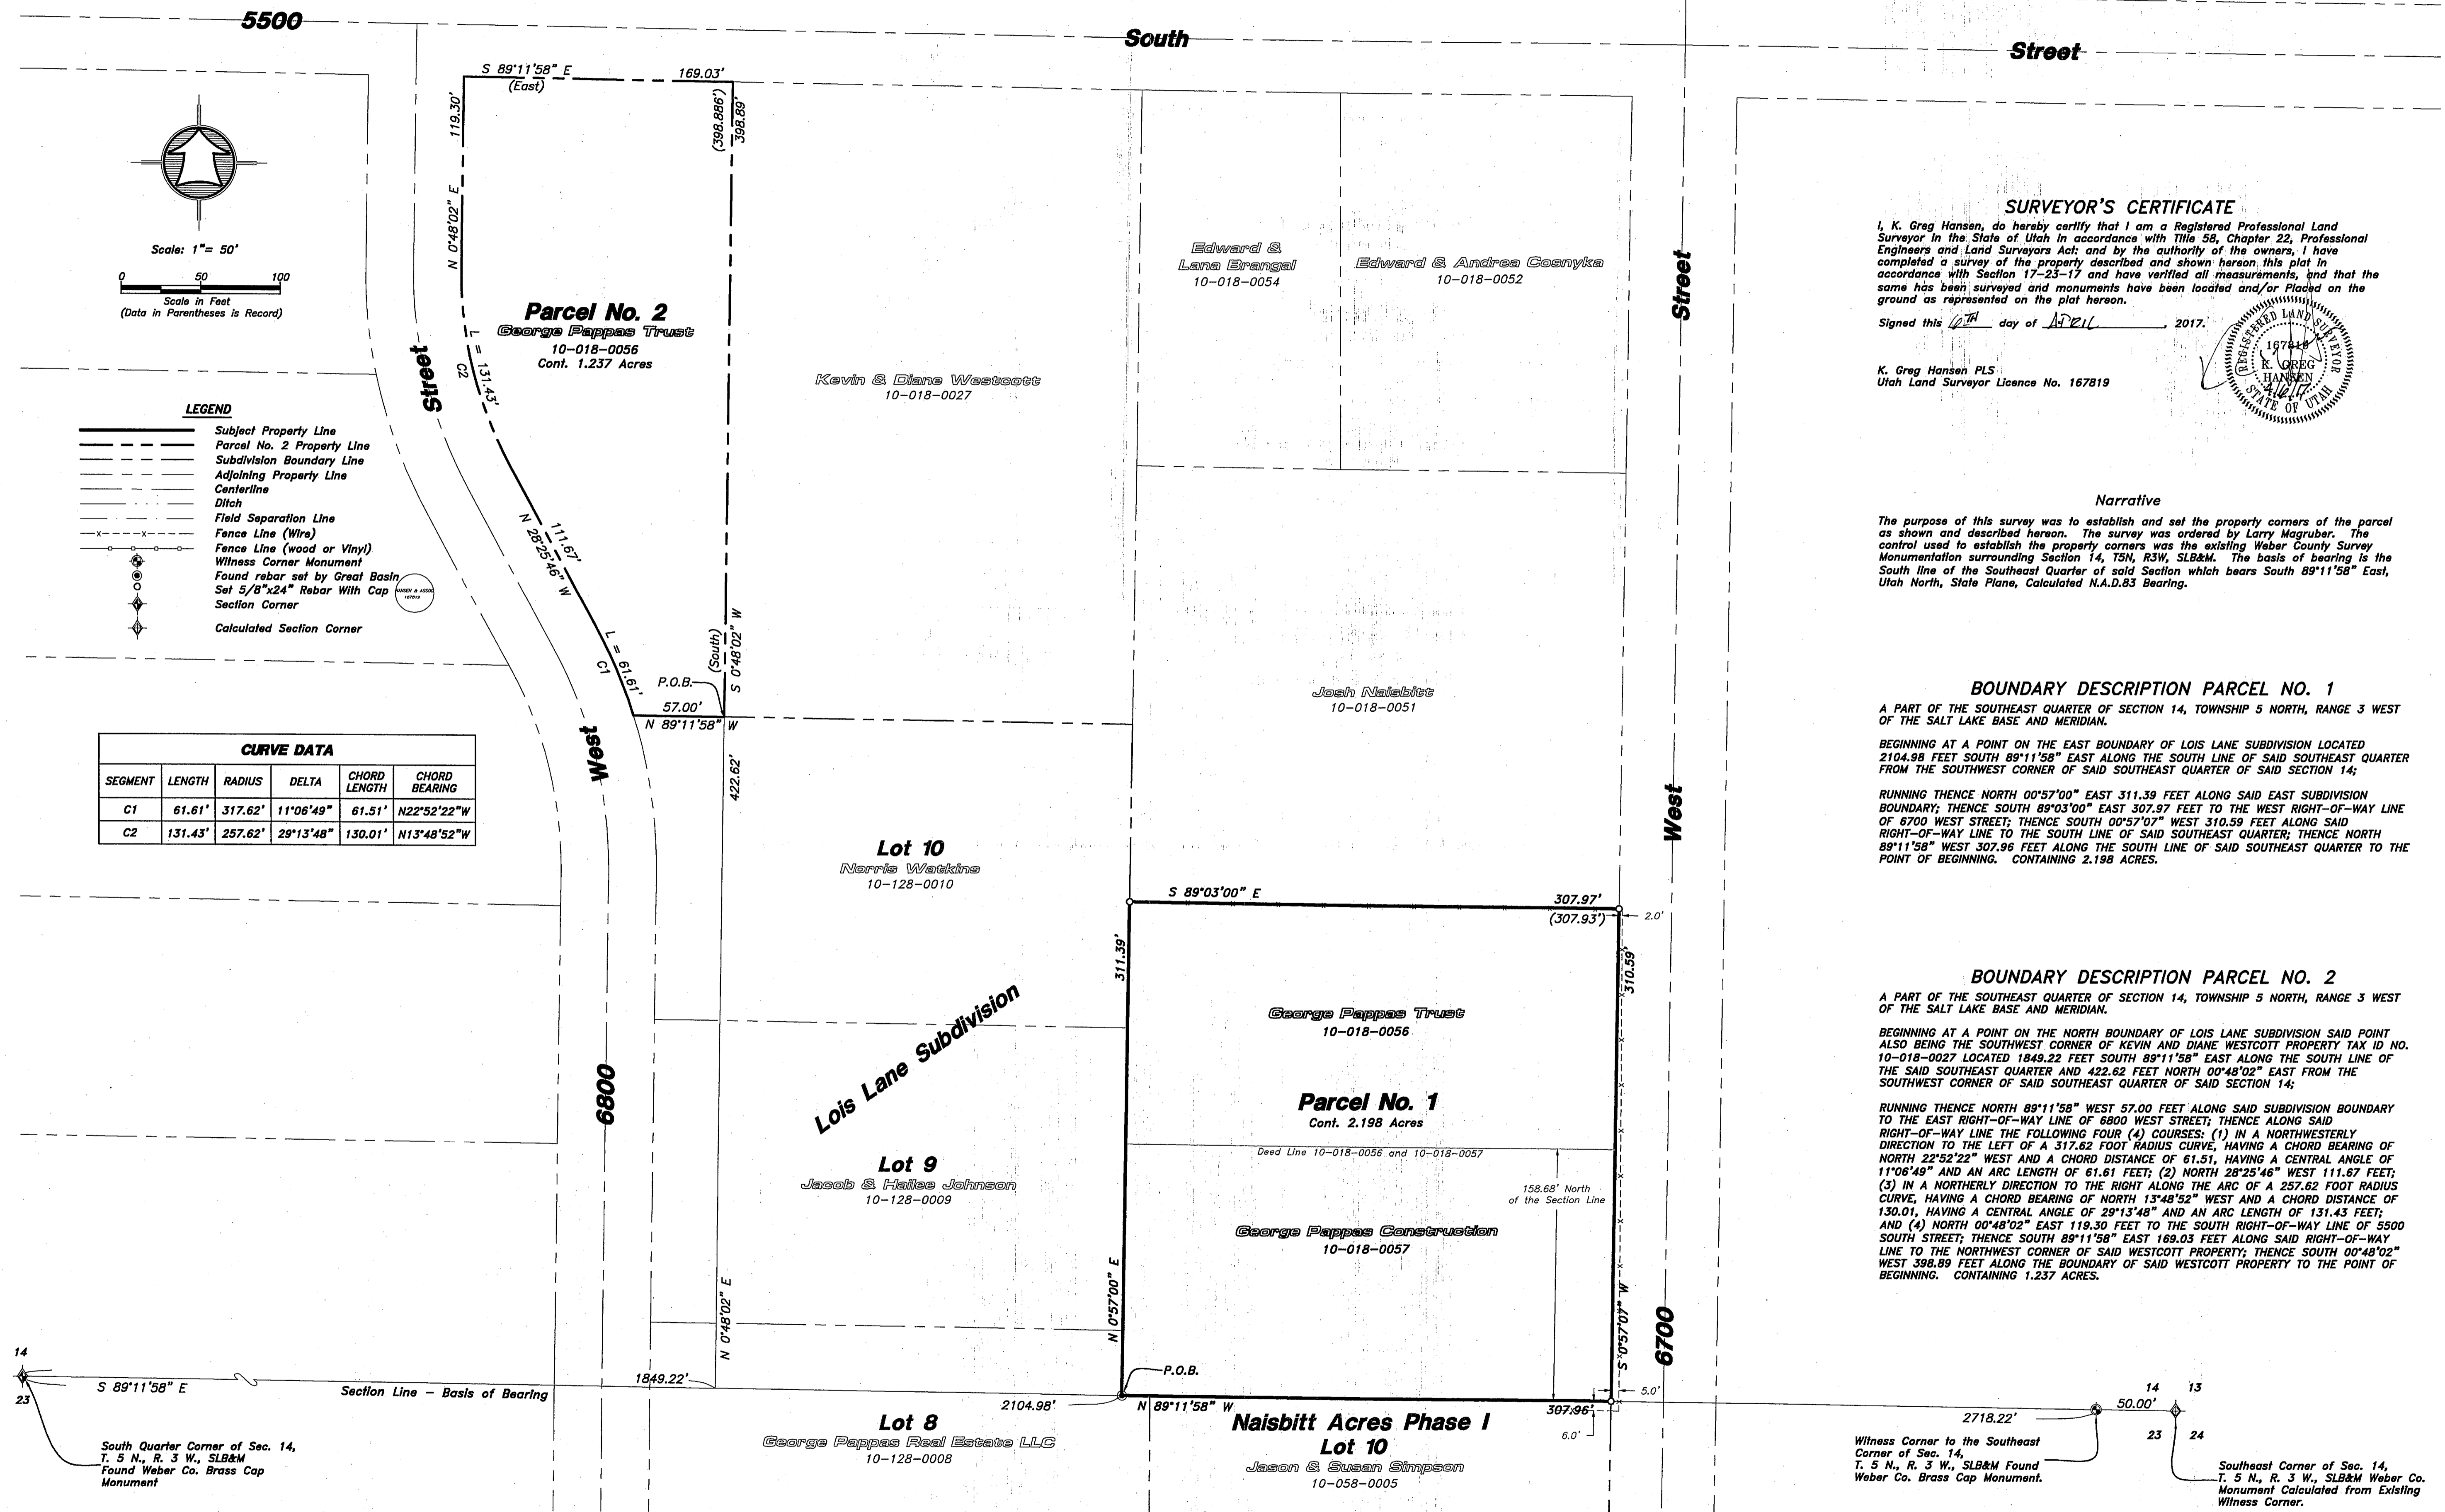 5500 South Street
S 89°11'58" E 169.03'
(East)
119.30'
(398.886')
398.89'
N 0°48'02" E
Scale: 1"= 50'
0 50 100
Scale in Feet
(Data in Parentheses is Record)
Parcel No. 2
George Pappas Trust
10-018-0056
Cont. 1.237 Acres
L = 131.43'
C2
Street
Kevin & Diane Westcott
10-018-0027
Edward &
Lana Brangal
10-018-0054
Edward & Andrea Cosnyka
10-018-0052
Street
LEGEND
Subject Property Line
Parcel No. 2 Property Line
Subdivision Boundary Line
Adjoining Property Line
Centerline
Ditch
Field Separation Line
Fence Line (Wire)
Fence Line (wood or Vinyl)
Witness Corner Monument
Found rebar set by Great Basin
Set 5/8"x24" Rebar With Cap
HANSEN & ASSOC
167819
Section Corner
Calculated Section Corner
111.67'
N 28°25'46" W
L = 61.61'
C1
(South)
S 0°48'02" W
P.O.B.
57.00'
N 89°11'58" W
West
422.62'
Josh Naisbitt
10-018-0051
West
CURVE DATA
SEGMENT LENGTH RADIUS DELTA CHORD LENGTH CHORD BEARING
C1 61.61' 317.62' 11°06'49" 61.51' N22°52'22"W
C2 131.43' 257.62' 29°13'48" 130.01' N13°48'52"W
Lot 10
Norris Watkins
10-128-0010
S 89°03'00" E 307.97'
(307.93')
2.0'
311.39'
310.59'
Lois Lane Subdivision
6800
George Pappas Trust
10-018-0056
Parcel No. 1
Cont. 2.198 Acres
Deed Line 10-018-0056 and 10-018-0057
158.68' North
of the Section Line
Lot 9
Jacob & Hailee Johnson
10-128-0009
George Pappas Construction
10-018-0057
N 0°48'02" E
N 0°57'00" E
S 0°57'07" W
6700
14
23
S 89°11'58" E
Section Line - Basis of Bearing
1849.22'
P.O.B.
2104.98'
N 89°11'58" W
307.96'
5.0'
6.0'
Lot 8
George Pappas Real Estate LLC
10-128-0008
Naisbitt Acres Phase I
Lot 10
Jason & Susan Simpson
10-058-0005
South Quarter Corner of Sec. 14,
T. 5 N., R. 3 W., SLB&M
Found Weber Co. Brass Cap
Monument
SURVEYOR'S CERTIFICATE
I, K. Greg Hansen, do hereby certify that I am a Registered Professional Land
Surveyor in the State of Utah in accordance with Title 58, Chapter 22, Professional
Engineers and Land Surveyors Act: and by the authority of the owners, I have
completed a survey of the property described and shown hereon this plat in
accordance with Section 17-23-17 and have verified all measurements, and that the
same has been surveyed and monuments have been located and/or Placed on the
ground as represented on the plat hereon.
Signed this 6TH day of APRIL, 2017.
K. Greg Hansen PLS
Utah Land Surveyor Licence No. 167819
REGISTERED LAND SURVEYOR
167819
K. GREG
HANSEN
STATE OF UTAH
Narrative
The purpose of this survey was to establish and set the property corners of the parcel
as shown and described hereon. The survey was ordered by Larry Magruber. The
control used to establish the property corners was the existing Weber County Survey
Monumentation surrounding Section 14, T5N, R3W, SLB&M. The basis of bearing is the
South line of the Southeast Quarter of said Section which bears South 89°11'58" East,
Utah North, State Plane, Calculated N.A.D.83 Bearing.
BOUNDARY DESCRIPTION PARCEL NO. 1
A PART OF THE SOUTHEAST QUARTER OF SECTION 14, TOWNSHIP 5 NORTH, RANGE 3 WEST
OF THE SALT LAKE BASE AND MERIDIAN.
BEGINNING AT A POINT ON THE EAST BOUNDARY OF LOIS LANE SUBDIVISION LOCATED
2104.98 FEET SOUTH 89°11'58" EAST ALONG THE SOUTH LINE OF SAID SOUTHEAST QUARTER
FROM THE SOUTHWEST CORNER OF SAID SOUTHEAST QUARTER OF SAID SECTION 14;
RUNNING THENCE NORTH 00°57'00" EAST 311.39 FEET ALONG SAID EAST SUBDIVISION
BOUNDARY; THENCE SOUTH 89°03'00" EAST 307.97 FEET TO THE WEST RIGHT-OF-WAY LINE
OF 6700 WEST STREET; THENCE SOUTH 00°57'07" WEST 310.59 FEET ALONG SAID
RIGHT-OF-WAY LINE TO THE SOUTH LINE OF SAID SOUTHEAST QUARTER; THENCE NORTH
89°11'58" WEST 307.96 FEET ALONG THE SOUTH LINE OF SAID SOUTHEAST QUARTER TO THE
POINT OF BEGINNING. CONTAINING 2.198 ACRES.
BOUNDARY DESCRIPTION PARCEL NO. 2
A PART OF THE SOUTHEAST QUARTER OF SECTION 14, TOWNSHIP 5 NORTH, RANGE 3 WEST
OF THE SALT LAKE BASE AND MERIDIAN.
BEGINNING AT A POINT ON THE NORTH BOUNDARY OF LOIS LANE SUBDIVISION SAID POINT
ALSO BEING THE SOUTHWEST CORNER OF KEVIN AND DIANE WESTCOTT PROPERTY TAX ID NO.
10-018-0027 LOCATED 1849.22 FEET SOUTH 89°11'58" EAST ALONG THE SOUTH LINE OF
THE SAID SOUTHEAST QUARTER AND 422.62 FEET NORTH 00°48'02" EAST FROM THE
SOUTHWEST CORNER OF SAID SOUTHEAST QUARTER OF SAID SECTION 14;
RUNNING THENCE NORTH 89°11'58" WEST 57.00 FEET ALONG SAID SUBDIVISION BOUNDARY
TO THE EAST RIGHT-OF-WAY LINE OF 6800 WEST STREET; THENCE ALONG SAID
RIGHT-OF-WAY LINE THE FOLLOWING FOUR (4) COURSES: (1) IN A NORTHWESTERLY
DIRECTION TO THE LEFT OF A 317.62 FOOT RADIUS CURVE, HAVING A CHORD BEARING OF
NORTH 22°52'22" WEST AND A CHORD DISTANCE OF 61.51, HAVING A CENTRAL ANGLE OF
11°06'49" AND AN ARC LENGTH OF 61.61 FEET; (2) NORTH 28°25'46" WEST 111.67 FEET;
(3) IN A NORTHERLY DIRECTION TO THE RIGHT ALONG THE ARC OF A 257.62 FOOT RADIUS
CURVE, HAVING A CHORD BEARING OF NORTH 13°48'52" WEST AND A CHORD DISTANCE OF
130.01, HAVING A CENTRAL ANGLE OF 29°13'48" AND AN ARC LENGTH OF 131.43 FEET;
AND (4) NORTH 00°48'02" EAST 119.30 FEET TO THE SOUTH RIGHT-OF-WAY LINE OF 5500
SOUTH STREET; THENCE SOUTH 89°11'58" EAST 169.03 FEET ALONG SAID RIGHT-OF-WAY
LINE TO THE NORTHWEST CORNER OF SAID WESTCOTT PROPERTY; THENCE SOUTH 00°48'02"
WEST 398.89 FEET ALONG THE BOUNDARY OF SAID WESTCOTT PROPERTY TO THE POINT OF
BEGINNING. CONTAINING 1.237 ACRES.
14 13
50.00'
2718.22'
23 24
Witness Corner to the Southeast
Corner of Sec. 14,
T. 5 N., R. 3 W., SLB&M Found
Weber Co. Brass Cap Monument.
Southeast Corner of Sec. 14,
T. 5 N., R. 3 W., SLB&M Weber Co.
Monument Calculated from Existing
Witness Corner.